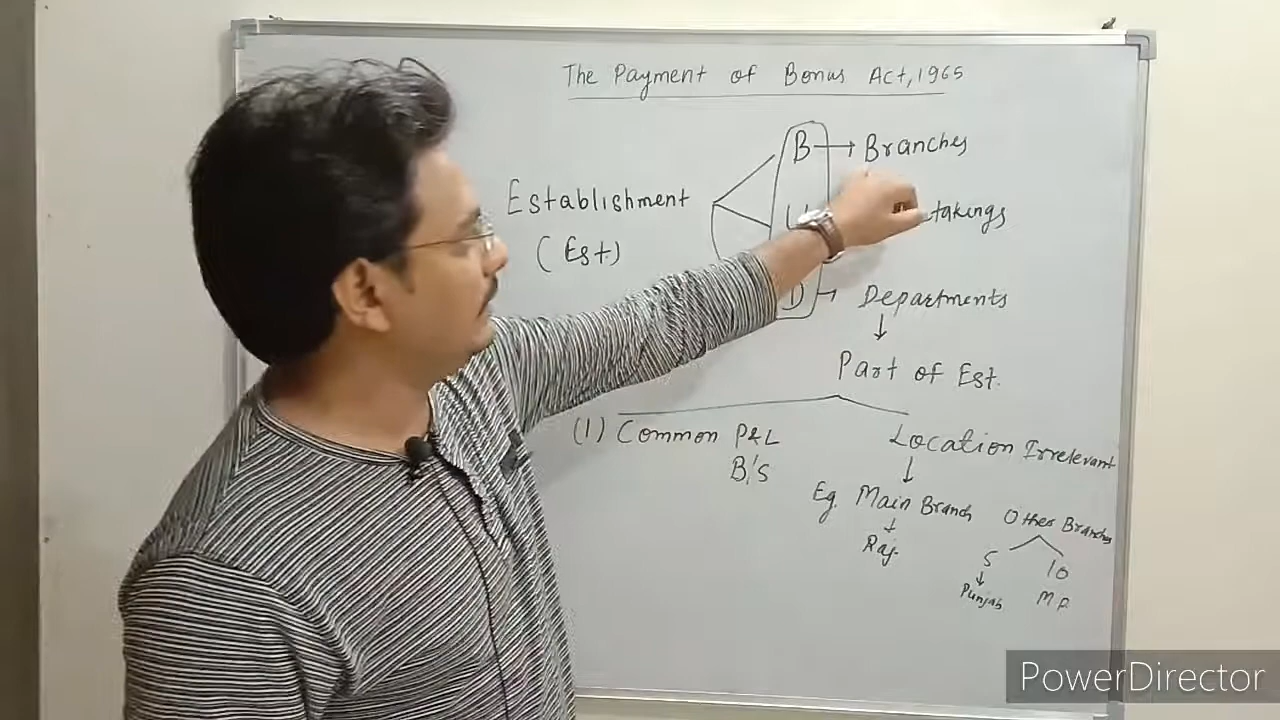 The Payment of Bonus Act, 1965
B → Branches
Establishment
(Est)
U takings
D → Departments
↓
Part of Est.
(1) Common P&L
B/S
Location Irrelevant
↓
Eg. Main Branch
↓
Raj.
Other Branches
5 10
↓
Punjab MP
PowerDirector